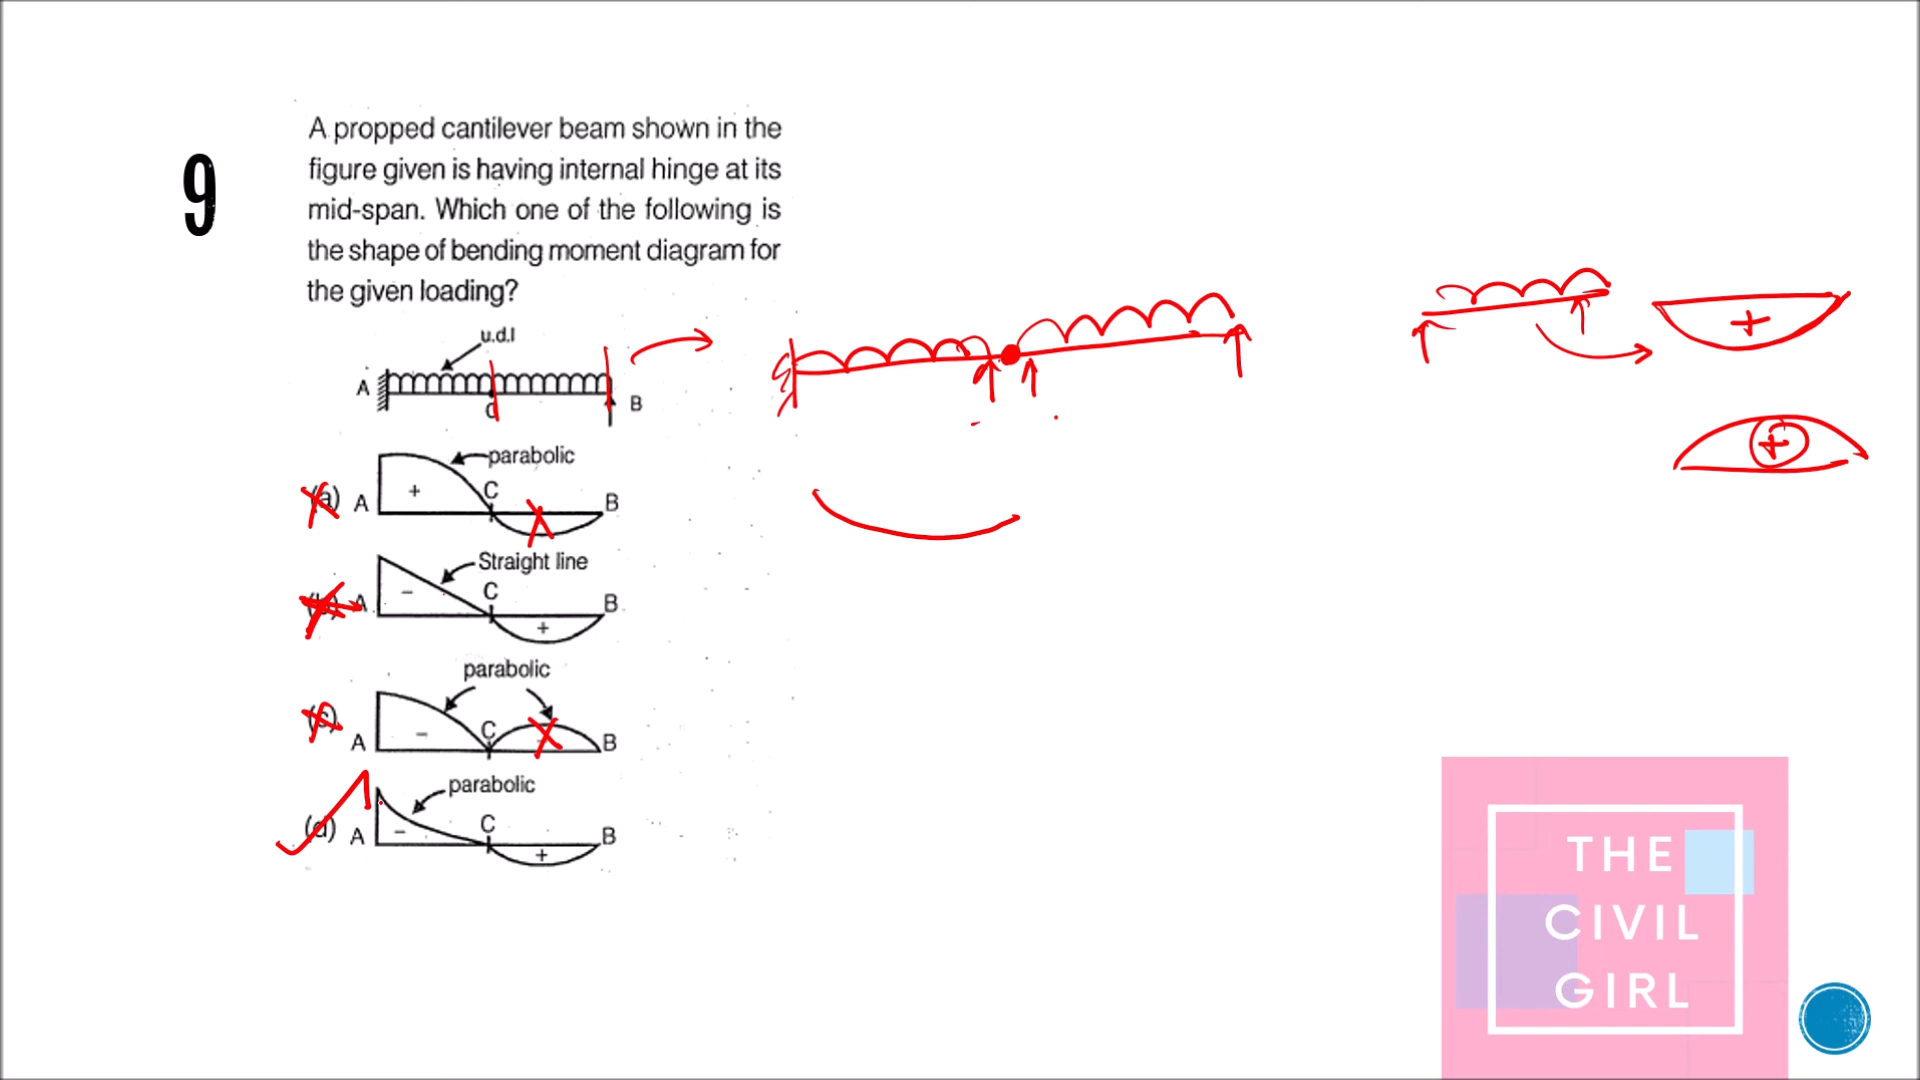 9
A propped cantilever beam shown in the
figure given is having internal hinge at its
mid-span. Which one of the following is
the shape of bending moment diagram for
the given loading?
u.d.l
A
C
B
parabolic
(a) A + C B
Straight line
(b) A − C B
+
parabolic
(c) A − C B
parabolic
(d) A − C B
+
+
+
THE
CIVIL
GIRL